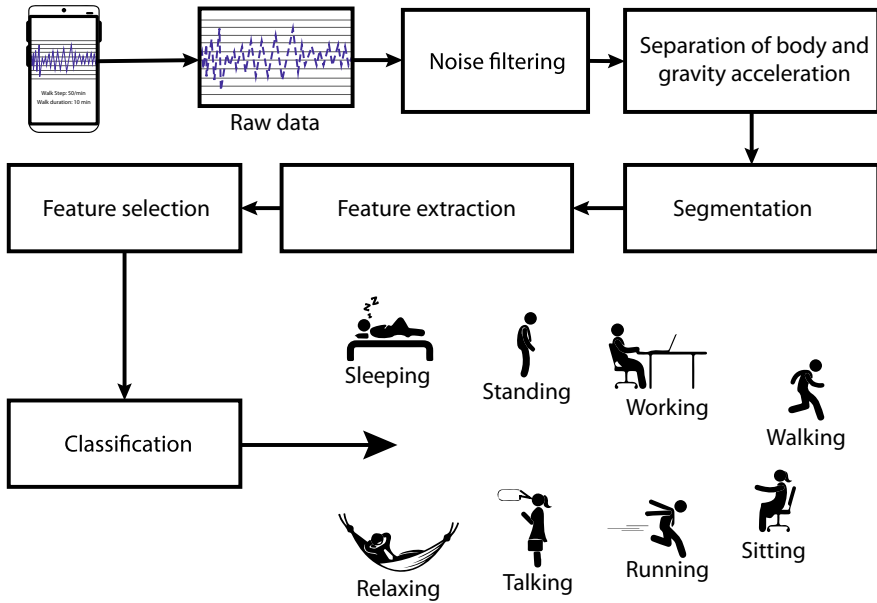 Walk Step: 50/min
Walk duration: 10 min
Raw data
Noise filtering
Separation of body and
gravity acceleration
Feature selection
Feature extraction
Segmentation
zzz
Sleeping
Standing
Working
Walking
Classification
Relaxing
Talking
Running
Sitting